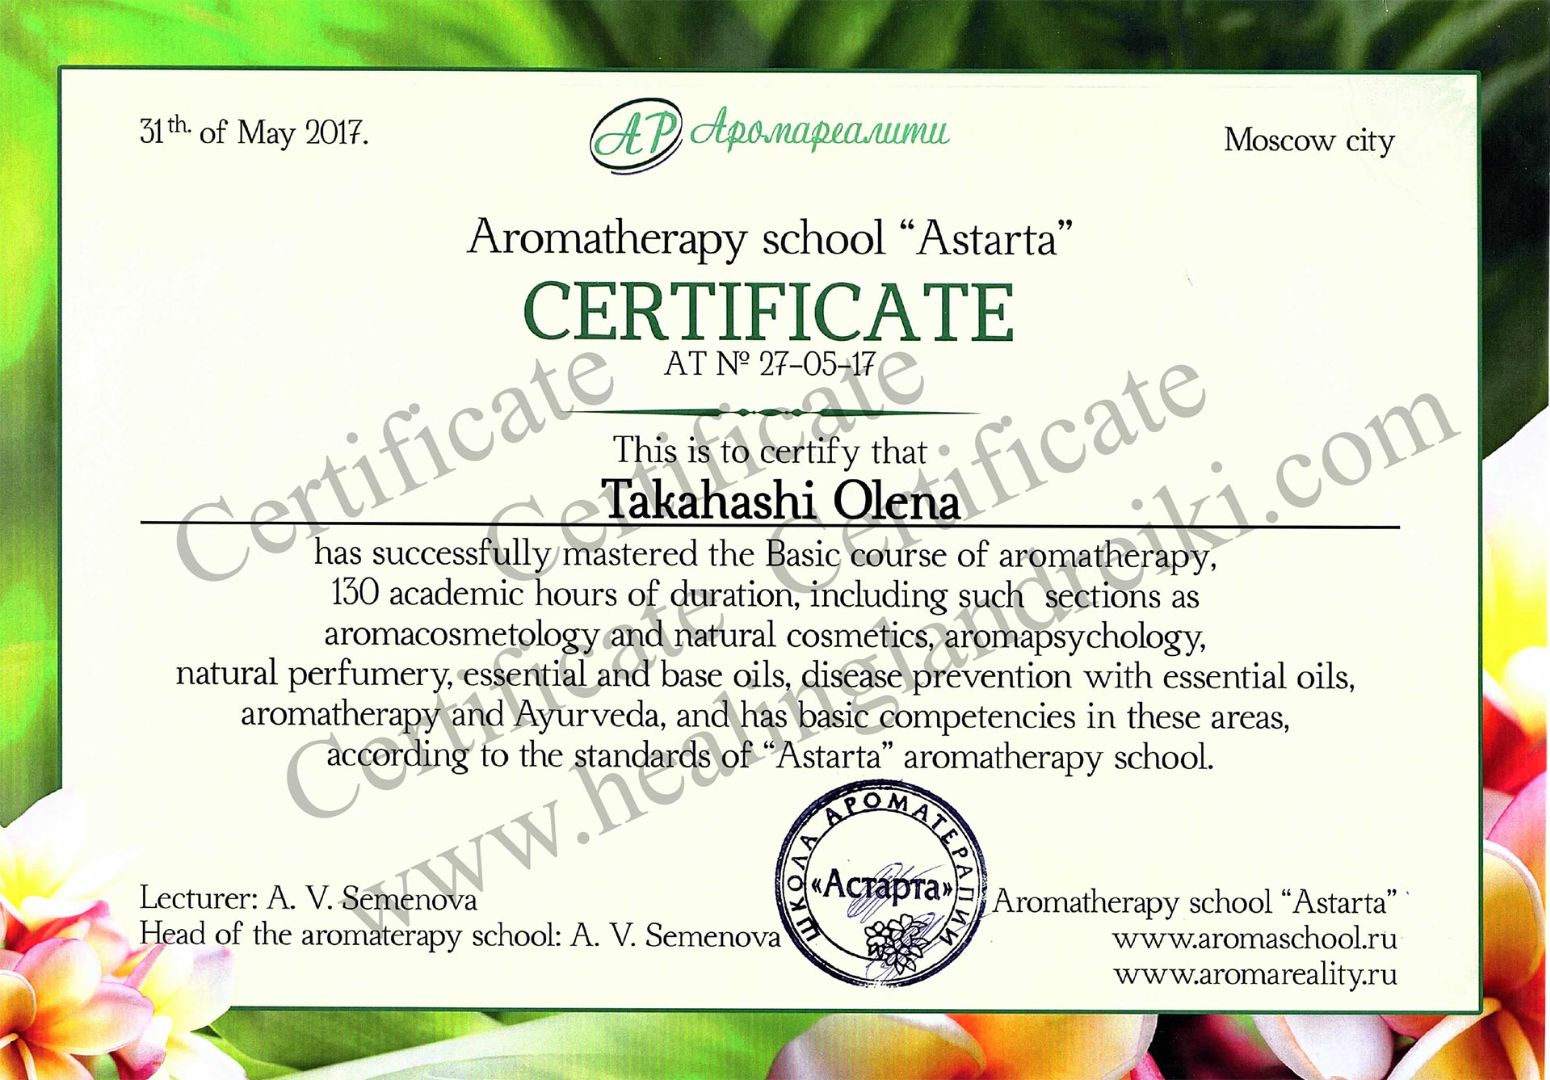 31th. of May 2017.
АР Аромареалити
Moscow city
Aromatherapy school “Astarta”
CERTIFICATE
AT № 27-05-17
This is to certify that
Takahashi Olena
has successfully mastered the Basic course of aromatherapy,
130 academic hours of duration, including such sections as
aromacosmetology and natural cosmetics, aromapsychology,
natural perfumery, essential and base oils, disease prevention with essential oils,
aromatherapy and Ayurveda, and has basic competencies in these areas,
according to the standards of “Astarta” aromatherapy school.
Certificate
Certificate
Certificate
Certificate
www.healinglandreiki.com
Lecturer: A. V. Semenova
Head of the aromaterapy school: A. V. Semenova
ШКОЛА АРОМАТЕРАПИИ
«Астарта»
Aromatherapy school “Astarta”
www.aromaschool.ru
www.aromareality.ru